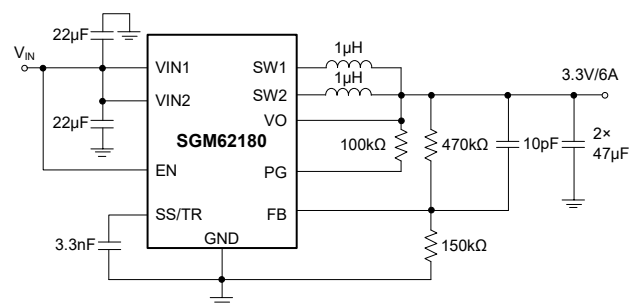 22µF
VIN
22µF
VIN1
VIN2
SGM62180
EN
SS/TR
GND
3.3nF
SW1
SW2
VO
PG
FB
1µH
1µH
100kΩ
470kΩ
150kΩ
10pF
2×
47µF
3.3V/6A